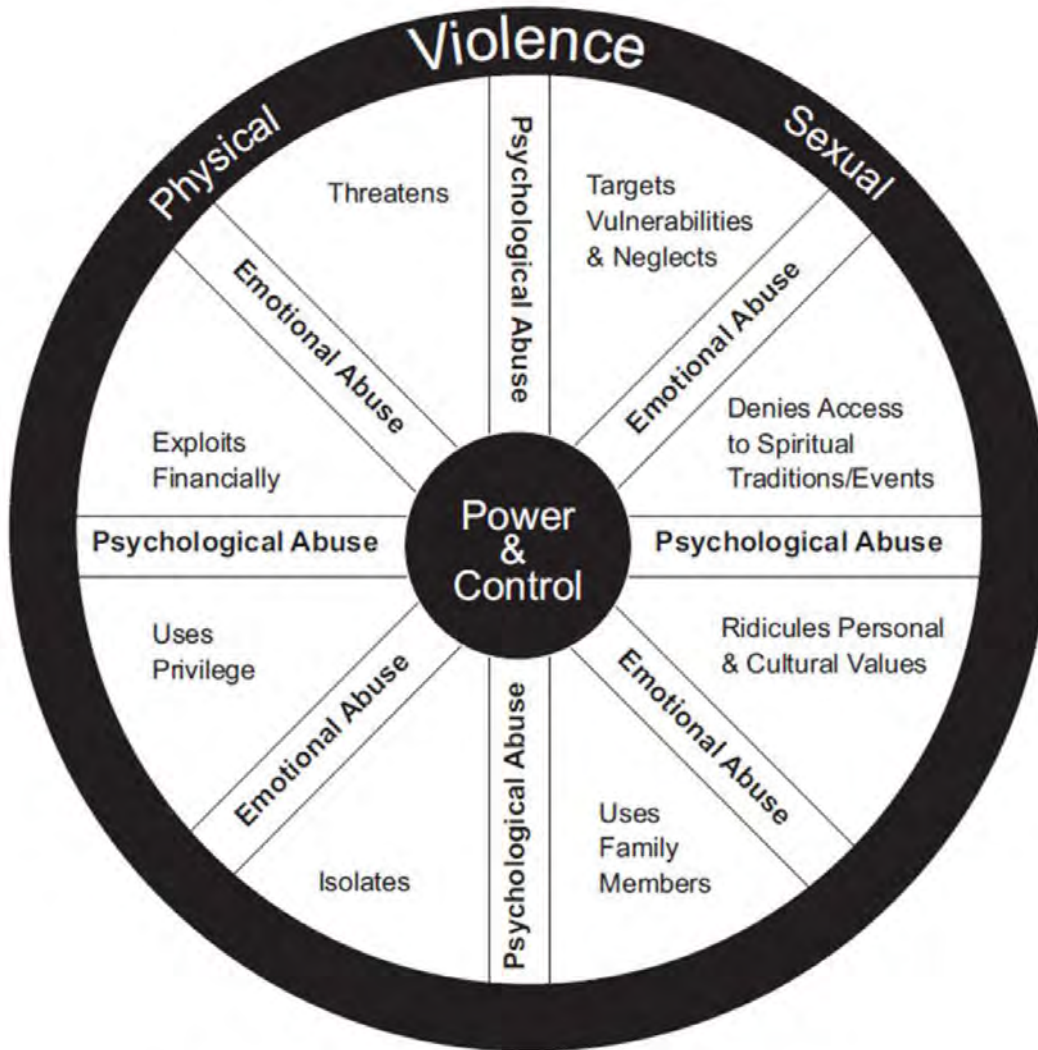 Violence
Physical
Sexual
Threatens
Psychological Abuse
Targets
Vulnerabilities
& Neglects
Emotional Abuse
Emotional Abuse
Exploits
Financially
Denies Access
to Spiritual
Traditions/Events
Psychological Abuse
Power
&
Control
Psychological Abuse
Uses
Privilege
Ridicules Personal
& Cultural Values
Emotional Abuse
Emotional Abuse
Isolates
Psychological Abuse
Uses
Family
Members